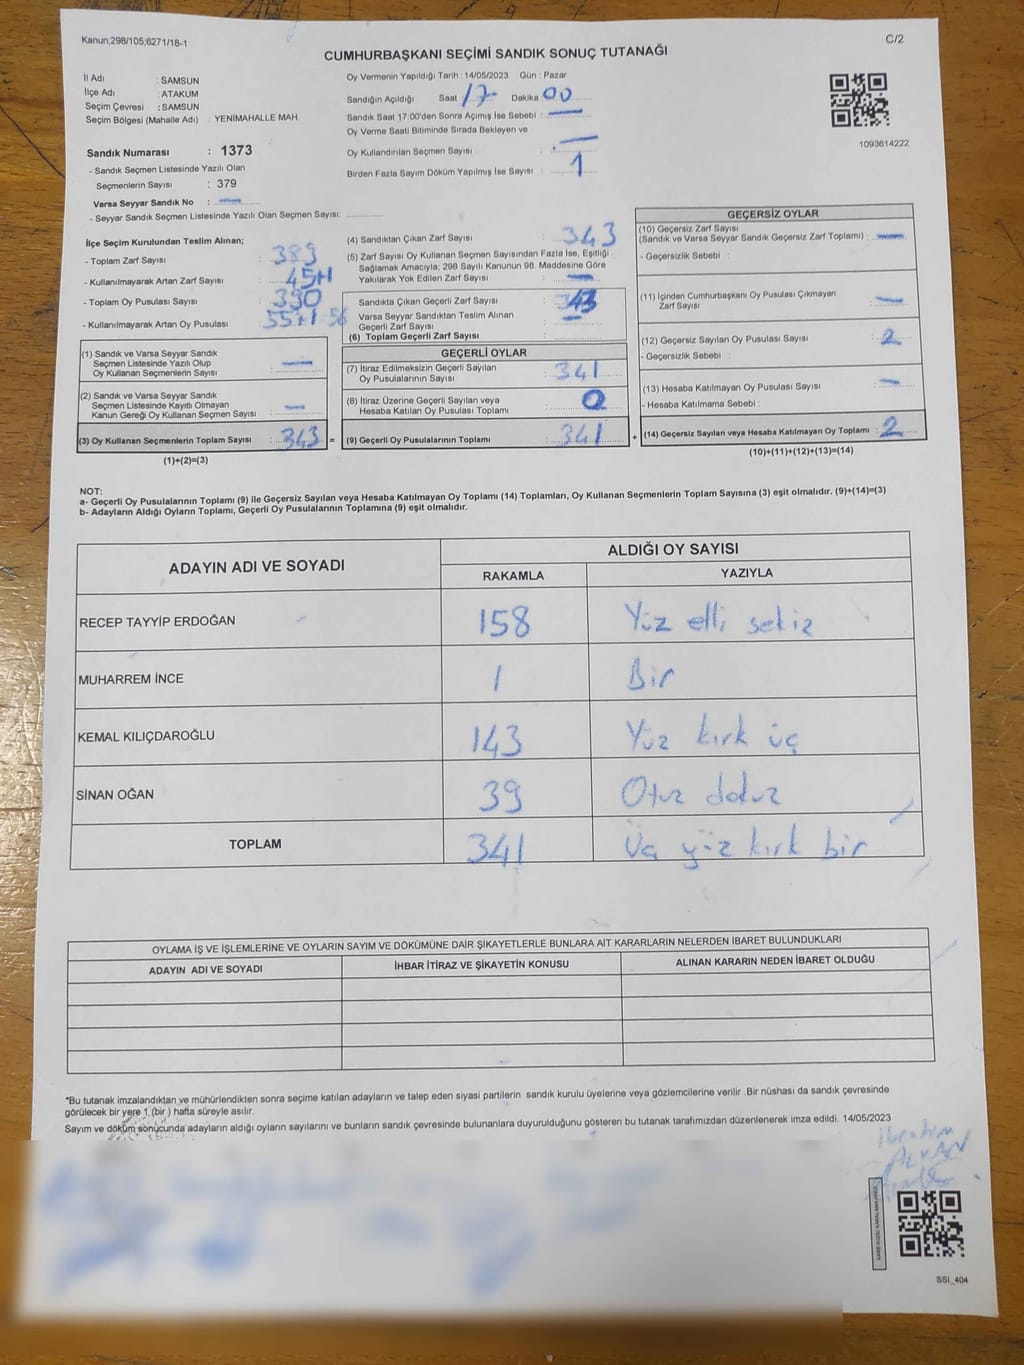 Kanun;298/105;6271/18-1
C/2
CUMHURBAŞKANI SEÇİMİ SANDIK SONUÇ TUTANAĞI
İl Adı : SAMSUN
İlçe Adı : ATAKUM
Seçim Çevresi : SAMSUN
Seçim Bölgesi (Mahalle Adı) : YENİMAHALLE MAH.
Sandık Numarası : 1373
- Sandık Seçmen Listesinde Yazılı Olan
Seçmenlerin Sayısı : 379
Varsa Seyyar Sandık No : —
- Seyyar Sandık Seçmen Listesinde Yazılı Olan Seçmen Sayısı:
Oy Vermenin Yapıldığı Tarih : 14/05/2023 Gün : Pazar
Sandığın Açıldığı Saat 17 Dakika 00
Sandık Saat 17:00'den Sonra Açımış İse Sebebi : —
Oy Verme Saati Bitiminde Sırada Bekleyen ve
Oy Kullandırılan Seçmen Sayısı : —
Birden Fazla Sayım Döküm Yapılmış İse Sayısı : 1
1093614222
İlçe Seçim Kurulundan Teslim Alınan;
- Toplam Zarf Sayısı : 389
- Kullanılmayarak Artan Zarf Sayısı : 45+1
- Toplam Oy Pusulası Sayısı : 390
- Kullanılmayarak Artan Oy Pusulası : 55+1 56
(1) Sandık ve Varsa Seyyar Sandık
Seçmen Listesinde Yazılı Olup
Oy Kullanan Seçmenlerin Sayısı : —
(2) Sandık ve Varsa Seyyar Sandık
Seçmen Listesinde Kayıtlı Olmayan
Kanun Gereği Oy Kullanan Seçmen Sayısı : —
(3) Oy Kullanan Seçmenlerin Toplam Sayısı : 343 =
(1)+(2)=(3)
(4) Sandıktan Çıkan Zarf Sayısı : 343
(5) Zarf Sayısı Oy Kullanan Seçmen Sayısından Fazla İse, Eşitliği
Sağlamak Amacıyla; 298 Sayılı Kanunun 98. Maddesine Göre
Yakılarak Yok Edilen Zarf Sayısı : —
Sandıkta Çıkan Geçerli Zarf Sayısı : 343
Varsa Seyyar Sandıktan Teslim Alınan
Geçerli Zarf Sayısı : —
(6) Toplam Geçerli Zarf Sayısı :
GEÇERLİ OYLAR
(7) İtiraz Edilmeksizin Geçerli Sayılan
Oy Pusulalarının Sayısı : 341
(8) İtiraz Üzerine Geçerli Sayılan veya
Hesaba Katılan Oy Pusulası Toplamı : 0
(9) Geçerli Oy Pusulalarının Toplamı : 341 +
GEÇERSİZ OYLAR
(10) Geçersiz Zarf Sayısı
(Sandık ve Varsa Seyyar Sandık Geçersiz Zarf Toplamı) : —
- Geçersizlik Sebebi :
(11) İçinden Cumhurbaşkanı Oy Pusulası Çıkmayan
Zarf Sayısı : —
(12) Geçersiz Sayılan Oy Pusulası Sayısı : 2
- Geçersizlik Sebebi :
(13) Hesaba Katılmayan Oy Pusulası Sayısı : —
- Hesaba Katılmama Sebebi :
(14) Geçersiz Sayılan veya Hesaba Katılmayan Oy Toplamı : 2
(10)+(11)+(12)+(13)=(14)
NOT:
a- Geçerli Oy Pusulalarının Toplamı (9) ile Geçersiz Sayılan veya Hesaba Katılmayan Oy Toplamı (14) Toplamları, Oy Kullanan Seçmenlerin Toplam Sayısına (3) eşit olmalıdır. (9)+(14)=(3)
b- Adayların Aldığı Oyların Toplamı, Geçerli Oy Pusulalarının Toplamına (9) eşit olmalıdır.
ADAYIN ADI VE SOYADI ALDIĞI OY SAYISI
RAKAMLA YAZIYLA
RECEP TAYYİP ERDOĞAN 158 Yüz elli sekiz
MUHARREM İNCE 1 Bir
KEMAL KILIÇDAROĞLU 143 Yüz kırk üç
SİNAN OĞAN 39 Otuz dokuz
TOPLAM 341 Üç yüz kırk bir
OYLAMA İŞ VE İŞLEMLERİNE VE OYLARIN SAYIM VE DÖKÜMÜNE DAİR ŞİKAYETLERLE BUNLARA AİT KARARLARIN NELERDEN İBARET BULUNDUKLARI
ADAYIN ADI VE SOYADI İHBAR İTİRAZ VE ŞİKAYETİN KONUSU ALINAN KARARIN NEDEN İBARET OLDUĞU
*Bu tutanak imzalandıktan ve mühürlendikten sonra seçime katılan adayların ve talep eden siyasi partilerin sandık kurulu üyelerine veya gözlemcilerine verilir. Bir nüshası da sandık çevresinde
görülecek bir yere 1 (bir ) hafta süreyle asılır.
Sayım ve döküm sonucunda adayların aldığı oyların sayılarını ve bunların sandık çevresinde bulunanlara duyurulduğunu gösteren bu tutanak tarafımızdan düzenlenerek imza edildi. 14/05/2023
İbrahim
SSI_404